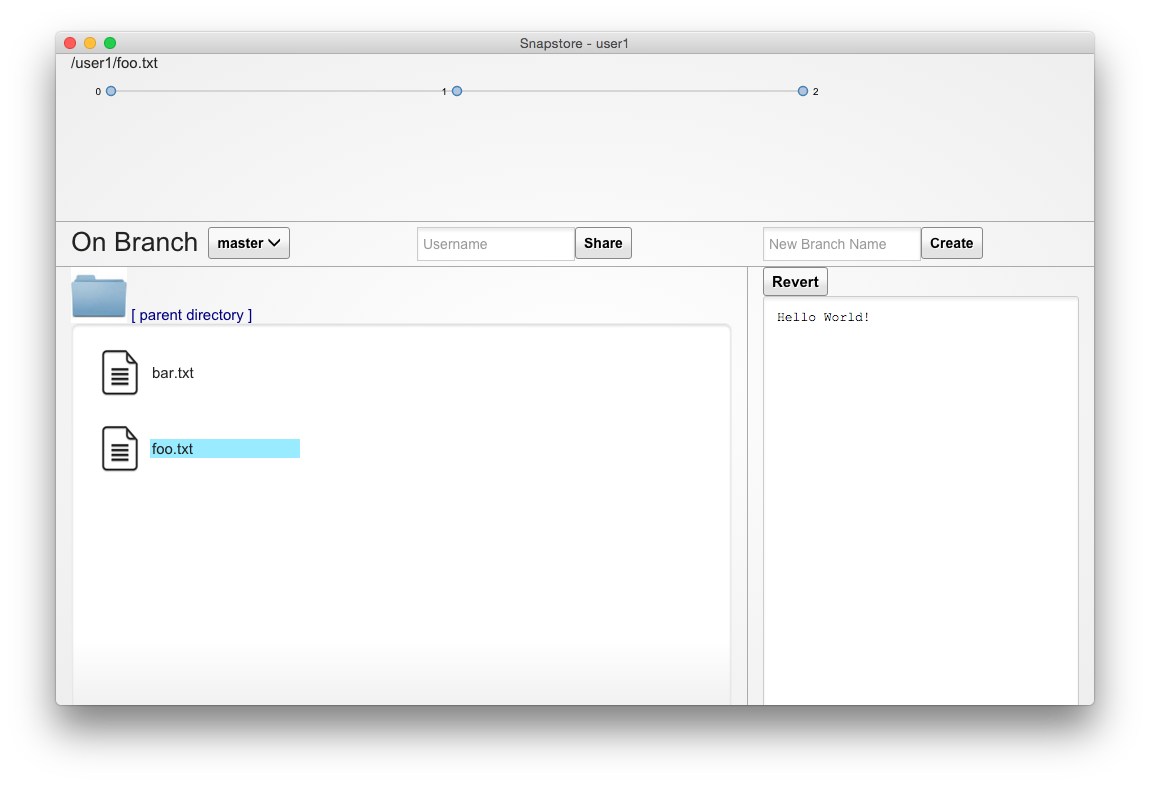 Snapstore - user1
/user1/foo.txt
0 1 2
On Branch master Username Share New Branch Name Create
[ parent directory ]
Revert
Hello World!
bar.txt
foo.txt